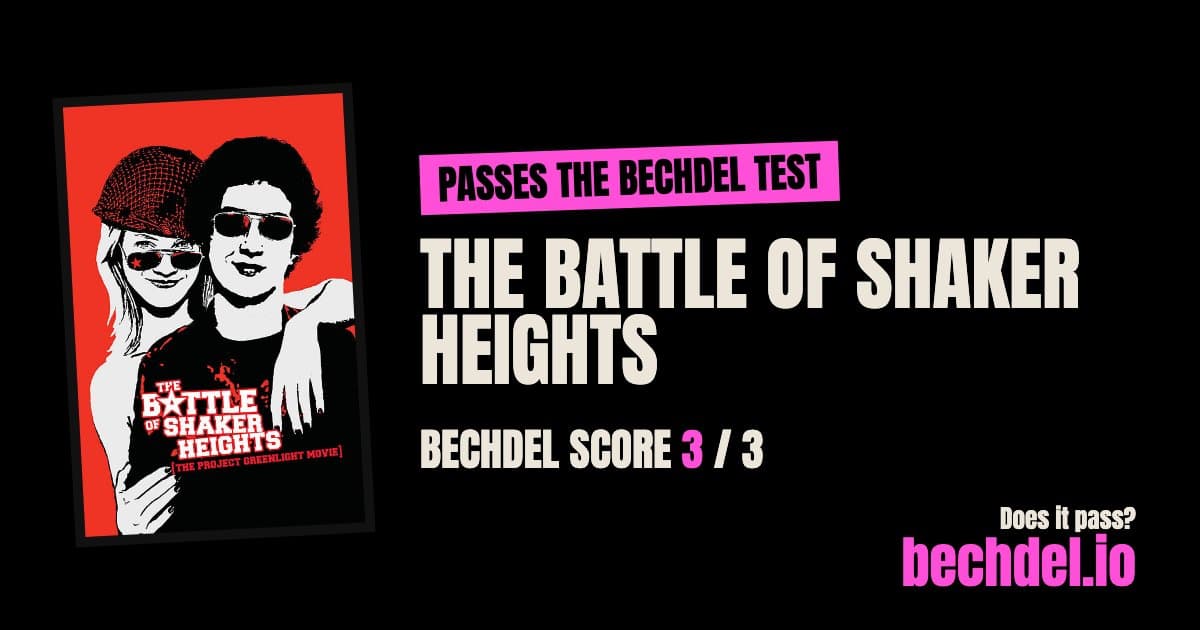 THE
BATTLE
OF SHAKER
HEIGHTS
[THE PROJECT GREENLIGHT MOVIE]
PASSES THE BECHDEL TEST
THE BATTLE OF SHAKER
HEIGHTS
BECHDEL SCORE 3 / 3
Does it pass?
bechdel.io